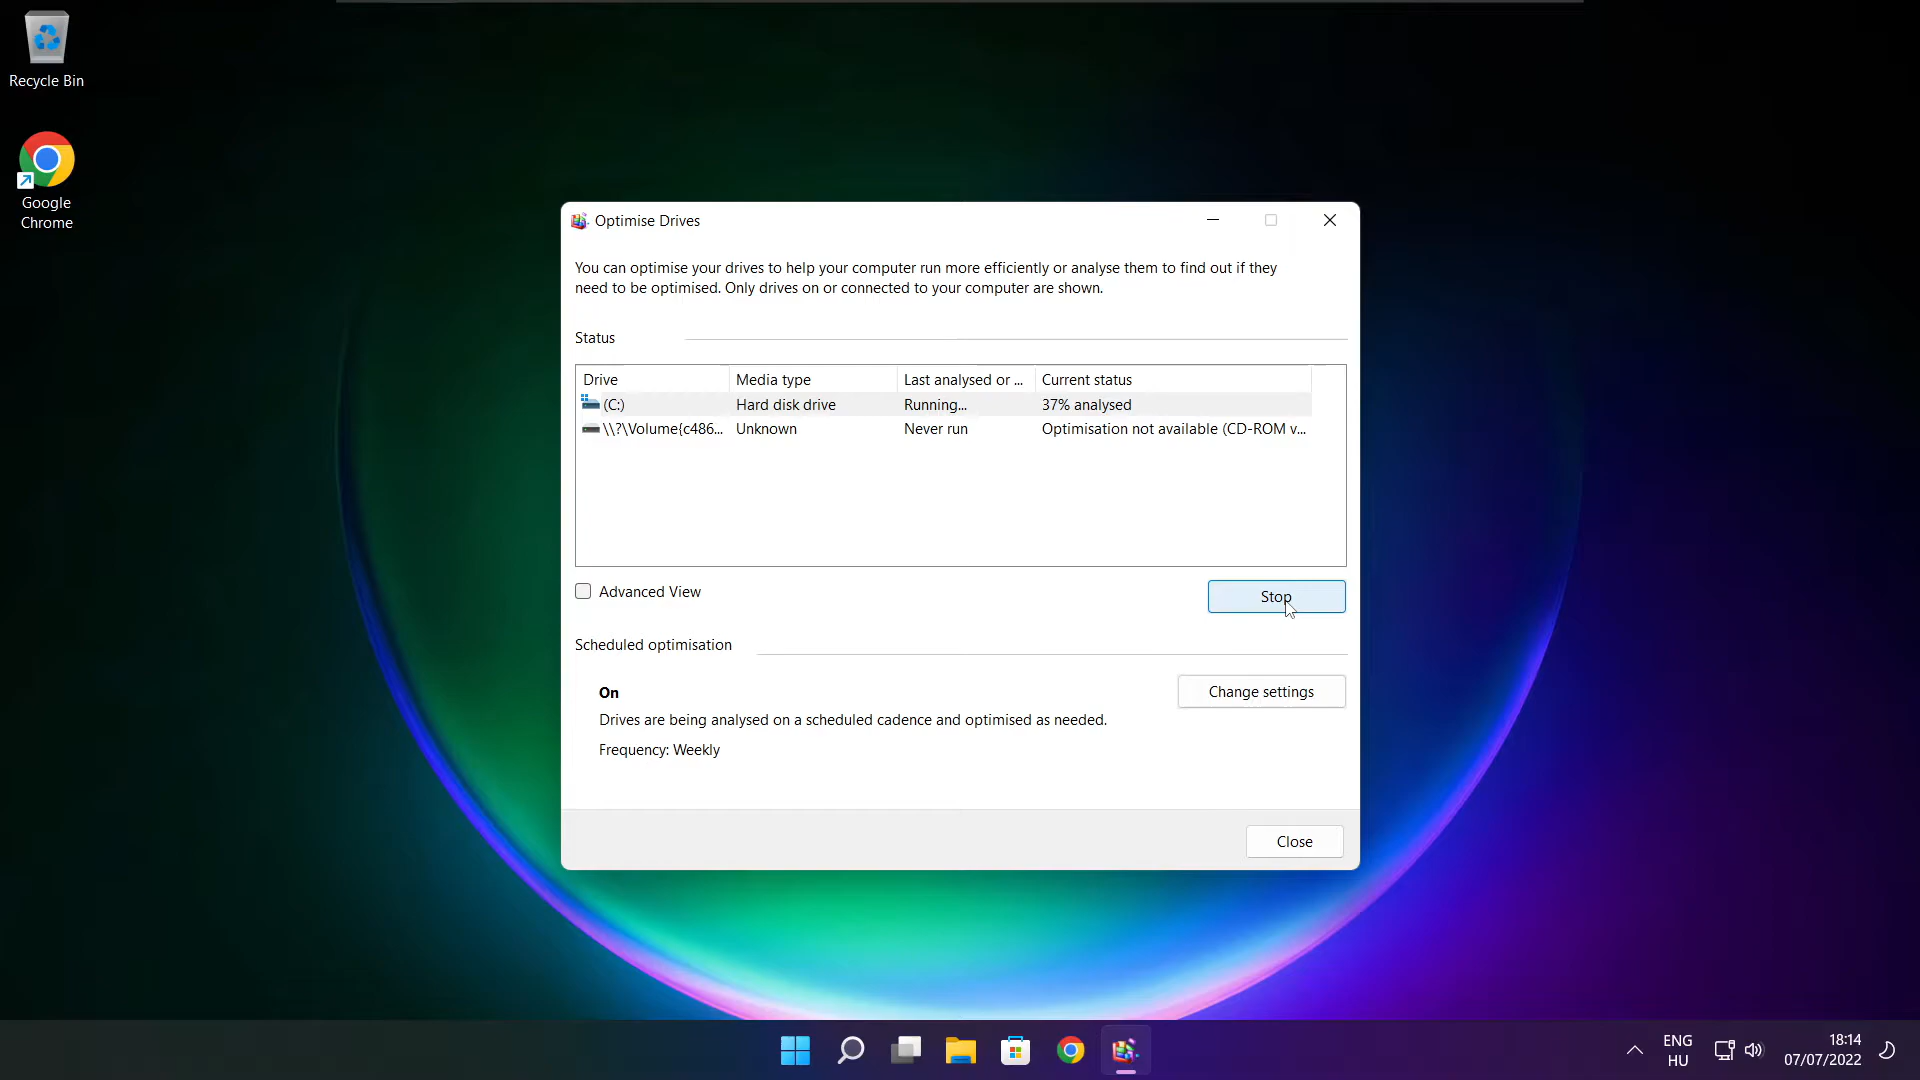 Recycle Bin
Google
Chrome
Optimise Drives
You can optimise your drives to help your computer run more efficiently or analyse them to find out if they
need to be optimised. Only drives on or connected to your computer are shown.
Status
Drive Media type Last analysed or ... Current status
(C:) Hard disk drive Running... 37% analysed
\\?\Volume{c486... Unknown Never run Optimisation not available (CD-ROM v...
Advanced View
Stop
Scheduled optimisation
On
Change settings
Drives are being analysed on a scheduled cadence and optimised as needed.
Frequency: Weekly
Close
ENG
HU
18:14
07/07/2022